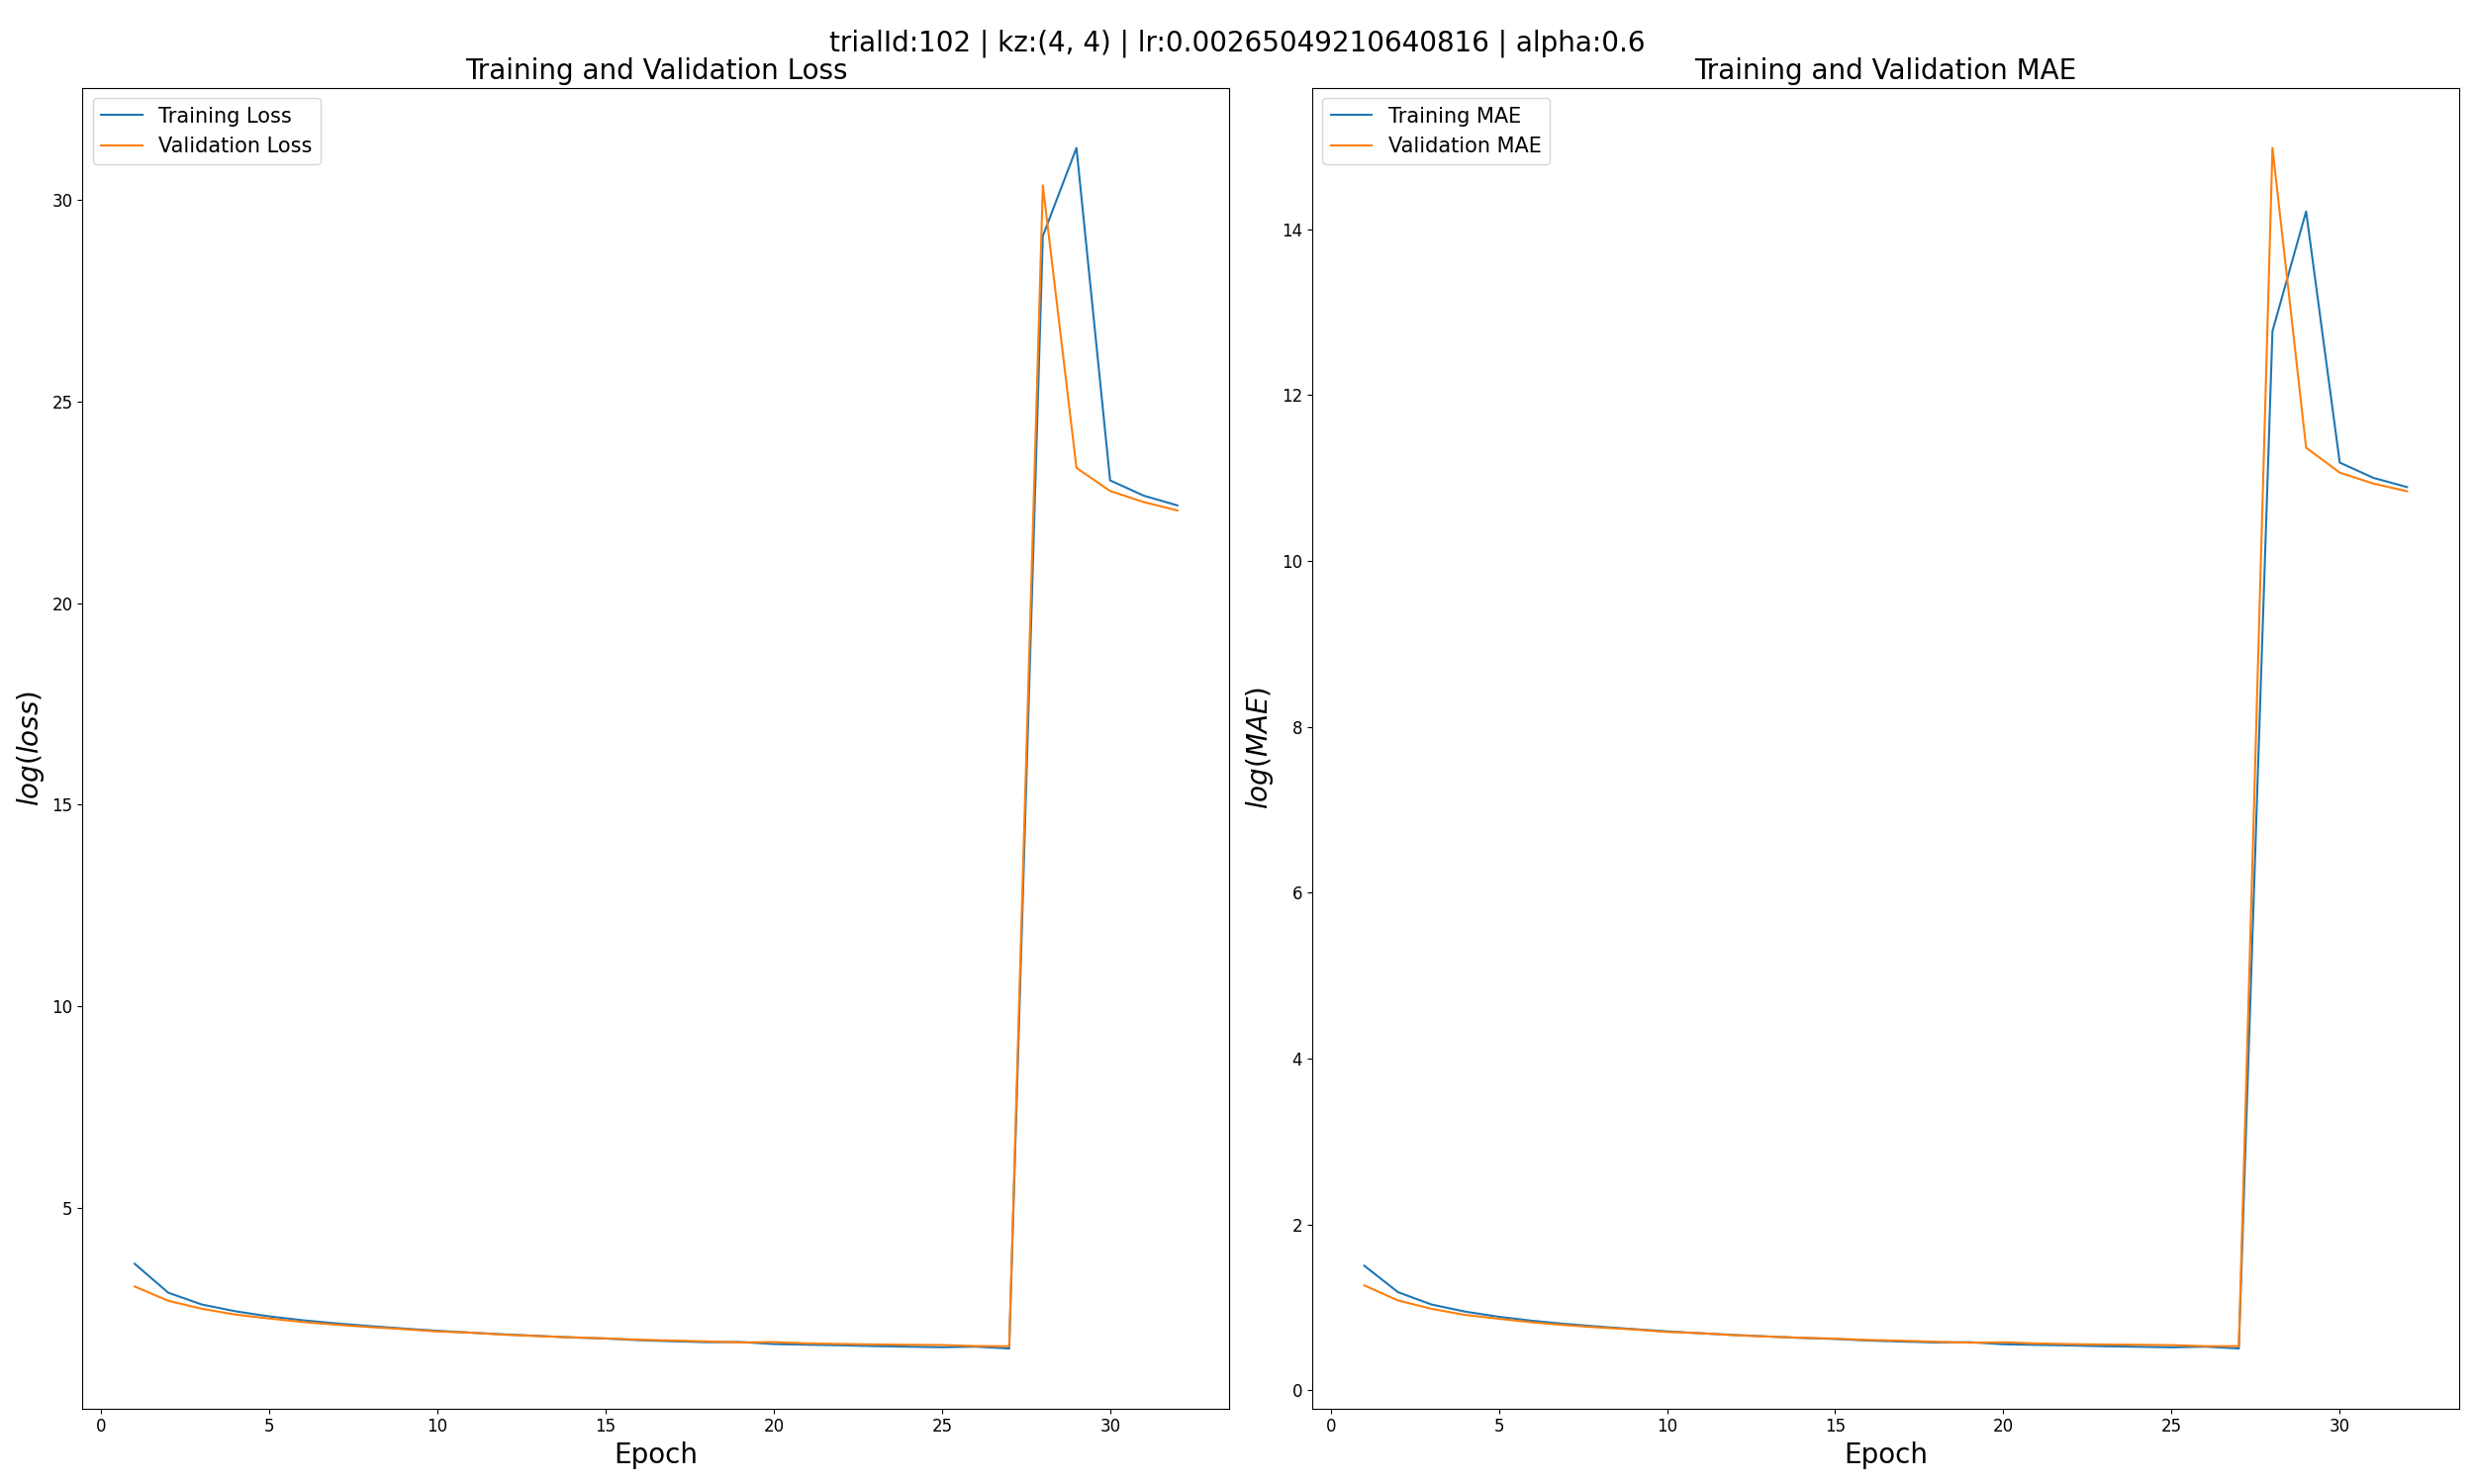 trialId:102 | kz:(4, 4) | lr:0.00265049210640816 | alpha:0.6
Training and Validation Loss
Training Loss
Validation Loss
30
25
20
15
10
5
log(loss)
0 5 10 15 20 25 30
Epoch
Training and Validation MAE
Training MAE
Validation MAE
14
12
10
8
6
4
2
0
log(MAE)
0 5 10 15 20 25 30
Epoch